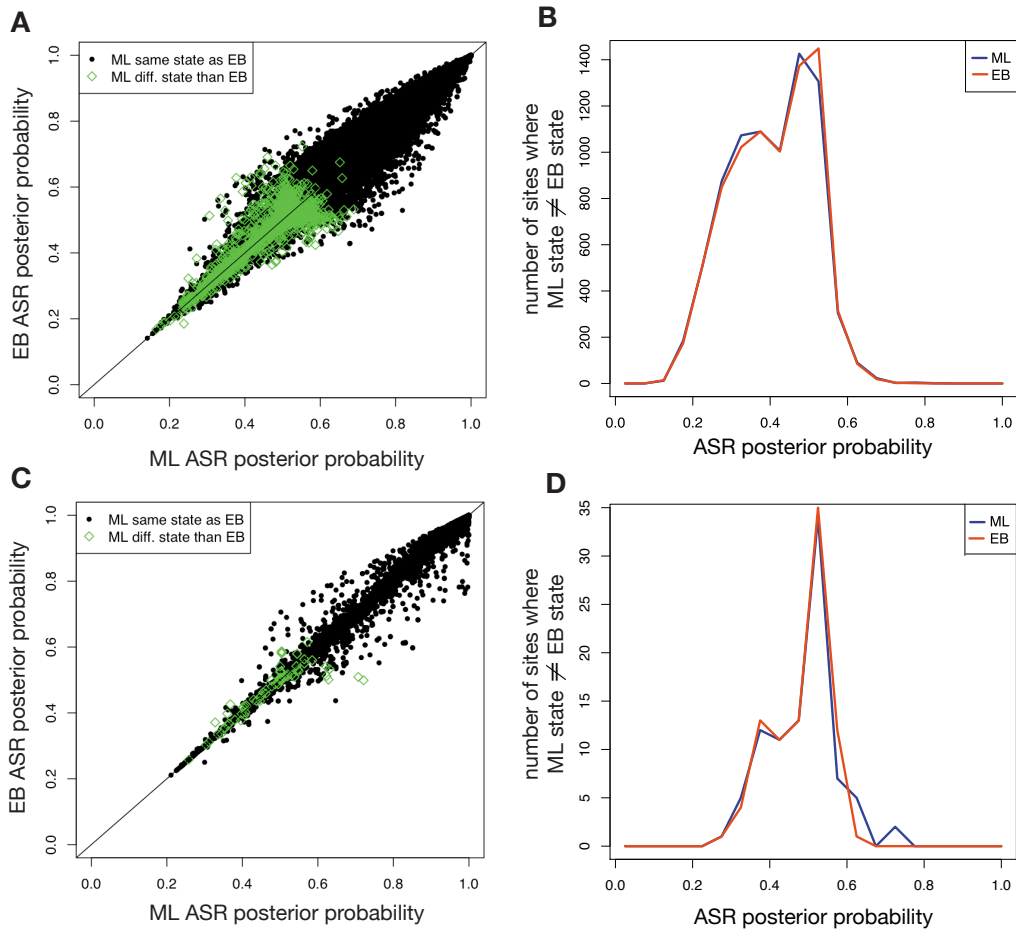 A
ML same state as EB
ML diff. state than EB
EB ASR posterior probability
1.0
0.8
0.6
0.4
0.2
0.0
0.0 0.2 0.4 0.6 0.8 1.0
ML ASR posterior probability
B
ML
EB
number of sites where
ML state ≠ EB state
1400
1200
1000
800
600
400
200
0
0.0 0.2 0.4 0.6 0.8 1.0
ASR posterior probability
C
ML same state as EB
ML diff. state than EB
EB ASR posterior probability
1.0
0.8
0.6
0.4
0.2
0.0
0.0 0.2 0.4 0.6 0.8 1.0
ML ASR posterior probability
D
ML
EB
number of sites where
ML state ≠ EB state
35
30
25
20
15
10
5
0
0.0 0.2 0.4 0.6 0.8 1.0
ASR posterior probability